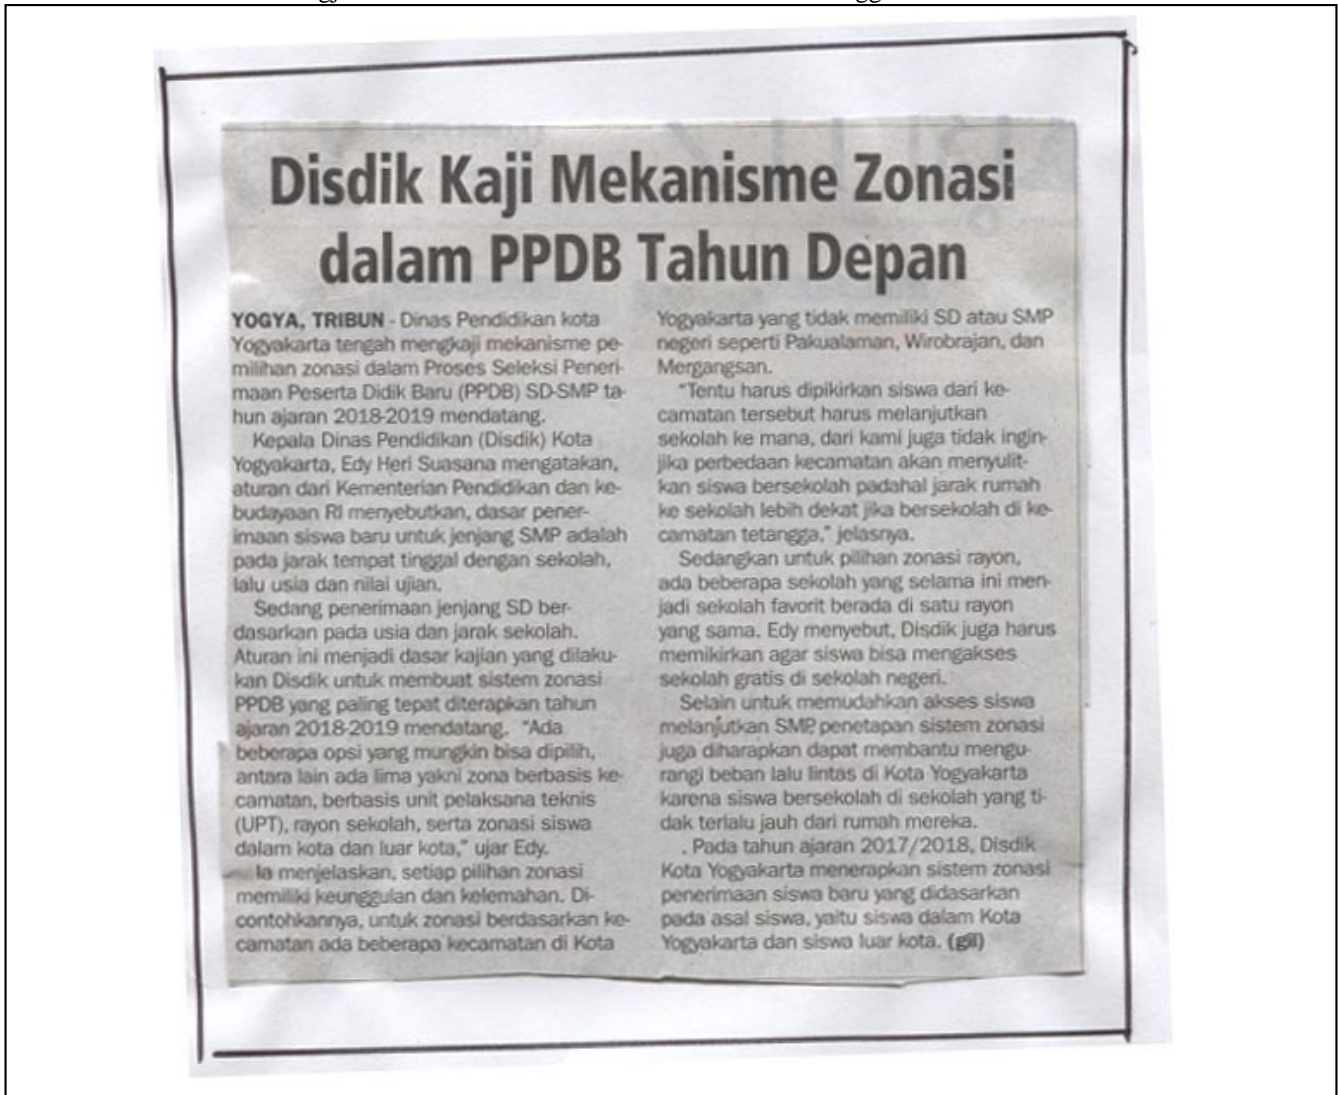 Disdik Kaji Mekanisme Zonasi
dalam PPDB Tahun Depan
YOGYA, TRIBUN - Dinas Pendidikan kota
Yogyakarta tengah mengkaji mekanisme pe-
milihan zonasi dalam Proses Seleksi Peneri-
maan Peserta Didik Baru (PPDB) SD-SMP ta-
hun ajaran 2018-2019 mendatang.
Kepala Dinas Pendidikan (Disdik) Kota
Yogyakarta, Edy Heri Suasana mengatakan,
aturan dari Kementerian Pendidikan dan ke-
budayaan RI menyebutkan, dasar pener-
imaan siswa baru untuk jenjang SMP adalah
pada jarak tempat tinggal dengan sekolah,
lalu usia dan nilai ujian.
Sedang penerimaan jenjang SD ber-
dasarkan pada usia dan jarak sekolah.
Aturan ini menjadi dasar kajian yang dilaku-
kan Disdik untuk membuat sistem zonasi
PPDB yang paling tepat diterapkan tahun
ajaran 2018-2019 mendatang. "Ada
beberapa opsi yang mungkin bisa dipilih,
antara lain ada lima yakni zona berbasis ke-
camatan, berbasis unit pelaksana teknis
(UPT), rayon sekolah, serta zonasi siswa
dalam kota dan luar kota," ujar Edy.
Ia menjelaskan, setiap pilihan zonasi
memiliki keunggulan dan kelemahan. Di-
contohkannya, untuk zonasi berdasarkan ke-
camatan ada beberapa kecamatan di Kota
Yogyakarta yang tidak memiliki SD atau SMP
negeri seperti Pakualaman, Wirobrajan, dan
Mergangsan.
"Tentu harus dipikirkan siswa dari ke-
camatan tersebut harus melanjutkan
sekolah ke mana, dari kami juga tidak ingin
jika perbedaan kecamatan akan menyulit-
kan siswa bersekolah padahal jarak rumah
ke sekolah lebih dekat jika bersekolah di ke-
camatan tetangga," jelasnya.
Sedangkan untuk pilihan zonasi rayon,
ada beberapa sekolah yang selama ini men-
jadi sekolah favorit berada di satu rayon
yang sama. Edy menyebut, Disdik juga harus
memikirkan agar siswa bisa mengakses
sekolah gratis di sekolah negeri.
Selain untuk memudahkan akses siswa
melanjutkan SMP, penetapan sistem zonasi
juga diharapkan dapat membantu mengu-
rangi beban lalu lintas di Kota Yogyakarta
karena siswa bersekolah di sekolah yang ti-
dak terlalu jauh dari rumah mereka.
Pada tahun ajaran 2017/2018, Disdik
Kota Yogyakarta menerapkan sistem zonasi
penerimaan siswa baru yang didasarkan
pada asal siswa, yaitu siswa dalam Kota
Yogyakarta dan siswa luar kota. (gil)